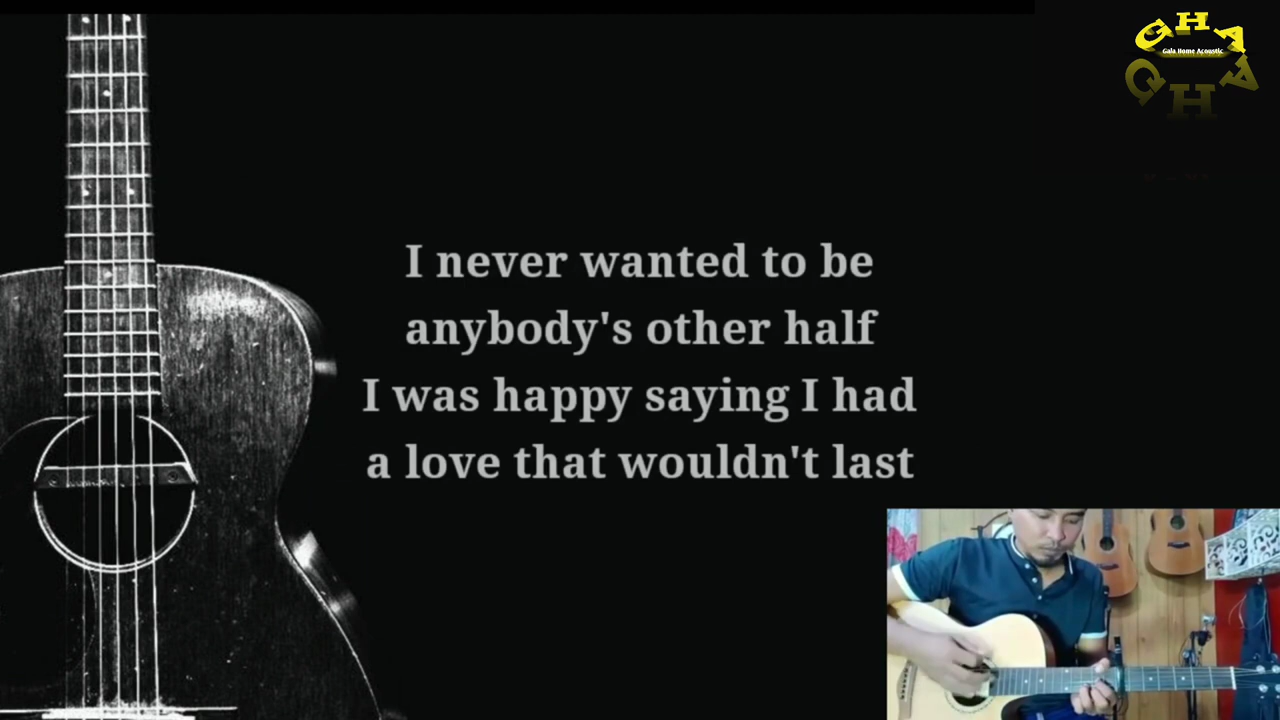 GHA
Gala Home Acoustic
GHA
I never wanted to be
anybody's other half
I was happy saying I had
a love that wouldn't last